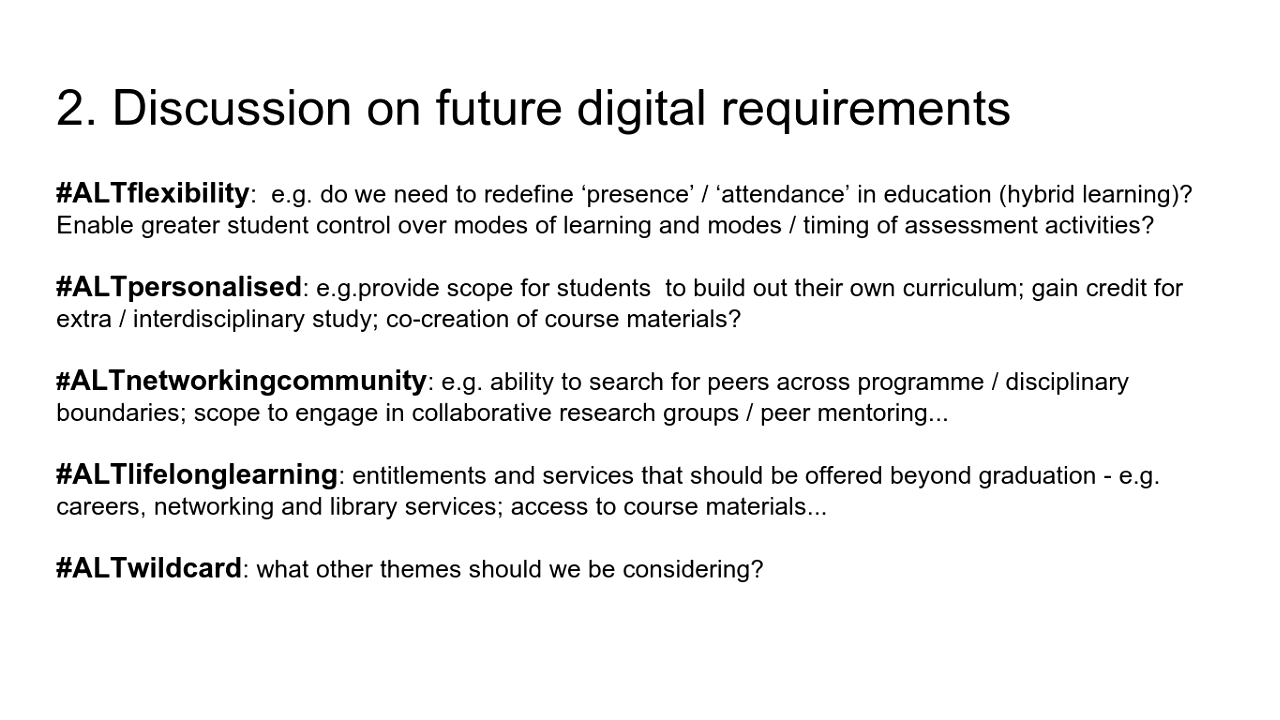 2. Discussion on future digital requirements
#ALTflexibility:  e.g. do we need to redefine ‘presence’ / ‘attendance’ in education (hybrid learning)?
Enable greater student control over modes of learning and modes / timing of assessment activities?
#ALTpersonalised: e.g.provide scope for students  to build out their own curriculum; gain credit for
extra / interdisciplinary study; co-creation of course materials?
#ALTnetworkingcommunity: e.g. ability to search for peers across programme / disciplinary
boundaries; scope to engage in collaborative research groups / peer mentoring...
#ALTlifelonglearning: entitlements and services that should be offered beyond graduation - e.g.
careers, networking and library services; access to course materials...
#ALTwildcard: what other themes should we be considering?